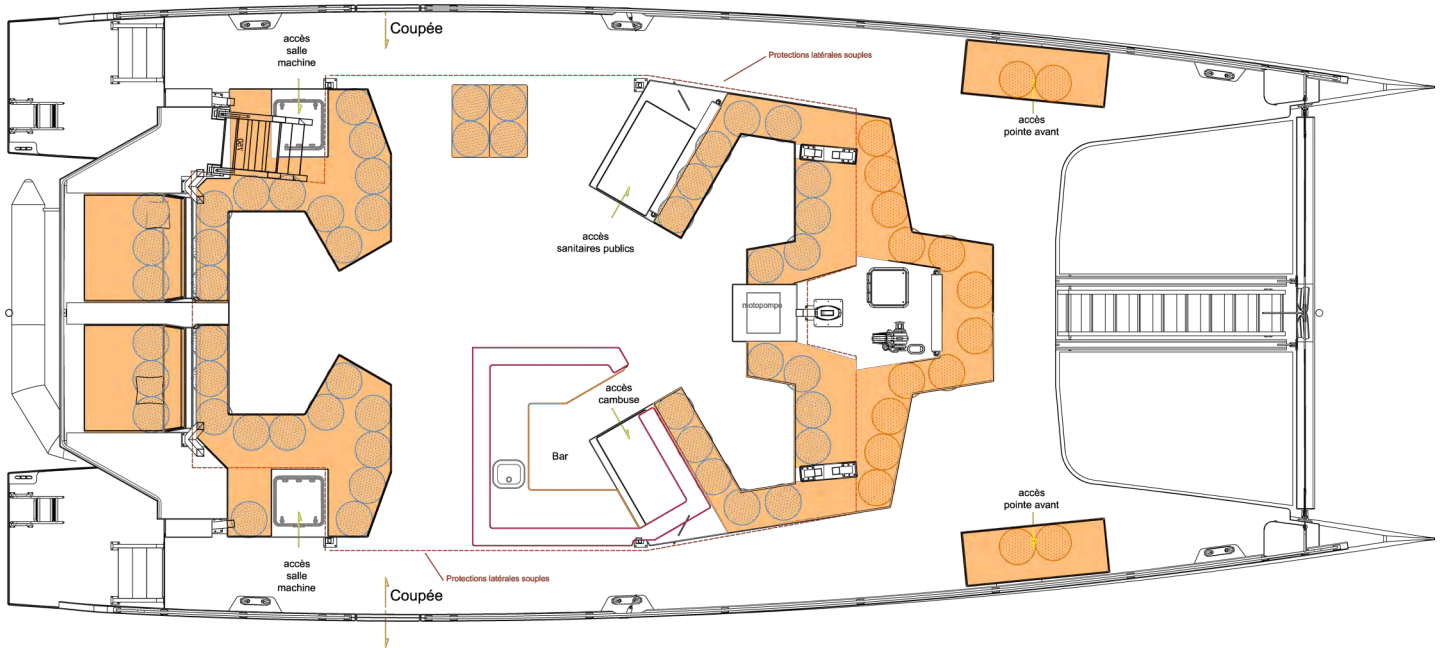 Coupée
accès
salle
machine
Protections latérales souples
accès
pointe avant
accès
sanitaires publics
motopompe
accès
cambuse
Bar
accès
pointe avant
accès
salle
machine
Protections latérales souples
Coupée